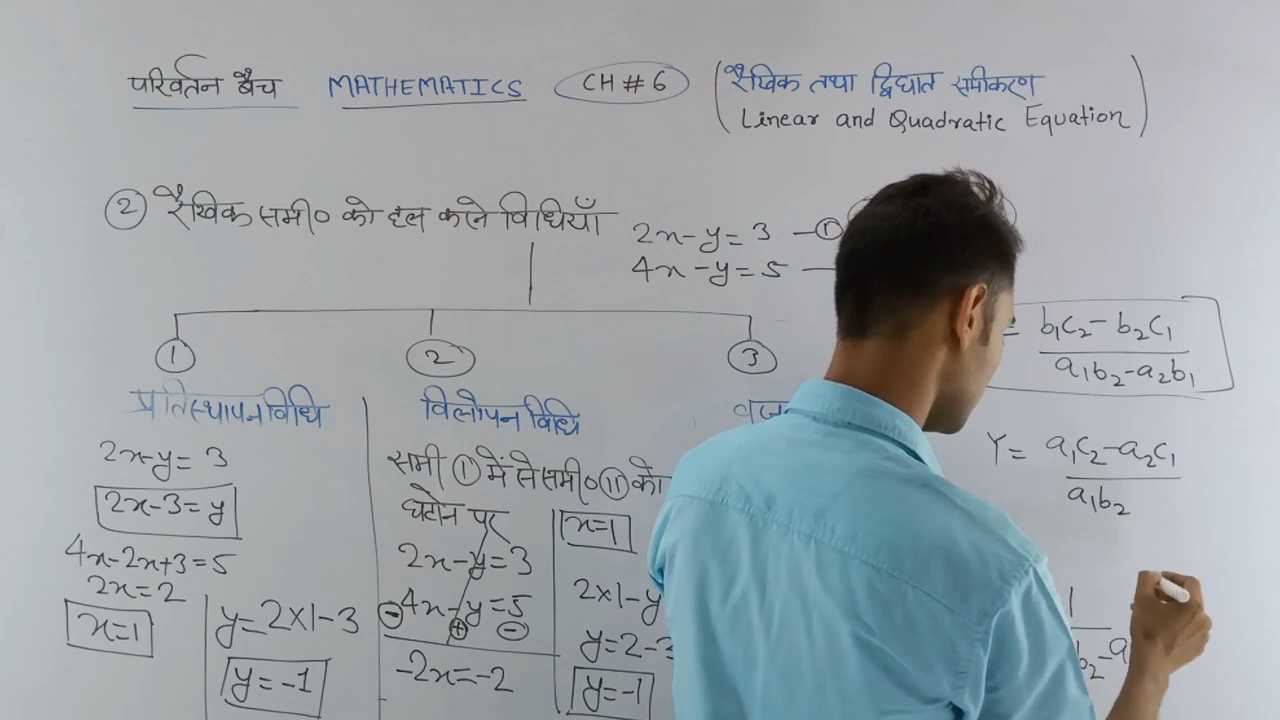 परिवर्तन बैच MATHEMATICS CH # 6 (रैखिक तथा द्विघात समीकरण
Linear and Quadratic Equation)
② रैखिक समी० को हल करने विधियाँ
2x-y=3 —①
4x-y=5 —
① ② ③
प्रतिस्थापन विधि
2x-y=3
2x-3=y
4x-2x+3=5
2x=2
x=1
y=2×1-3
y=-1
विलोपन विधि
समी ① में से समी० ⑪ को
घटाने पर
2x-y=3
4x-y=5
⊖ ⊕ ⊖
-2x=-2
x=1
2×1-y
y=2-3
y=-1
= b₁c₂-b₂c₁
a₁b₂-a₂b₁
Y= a₁c₂-a₂c₁
a₁b₂
1
b₂-a